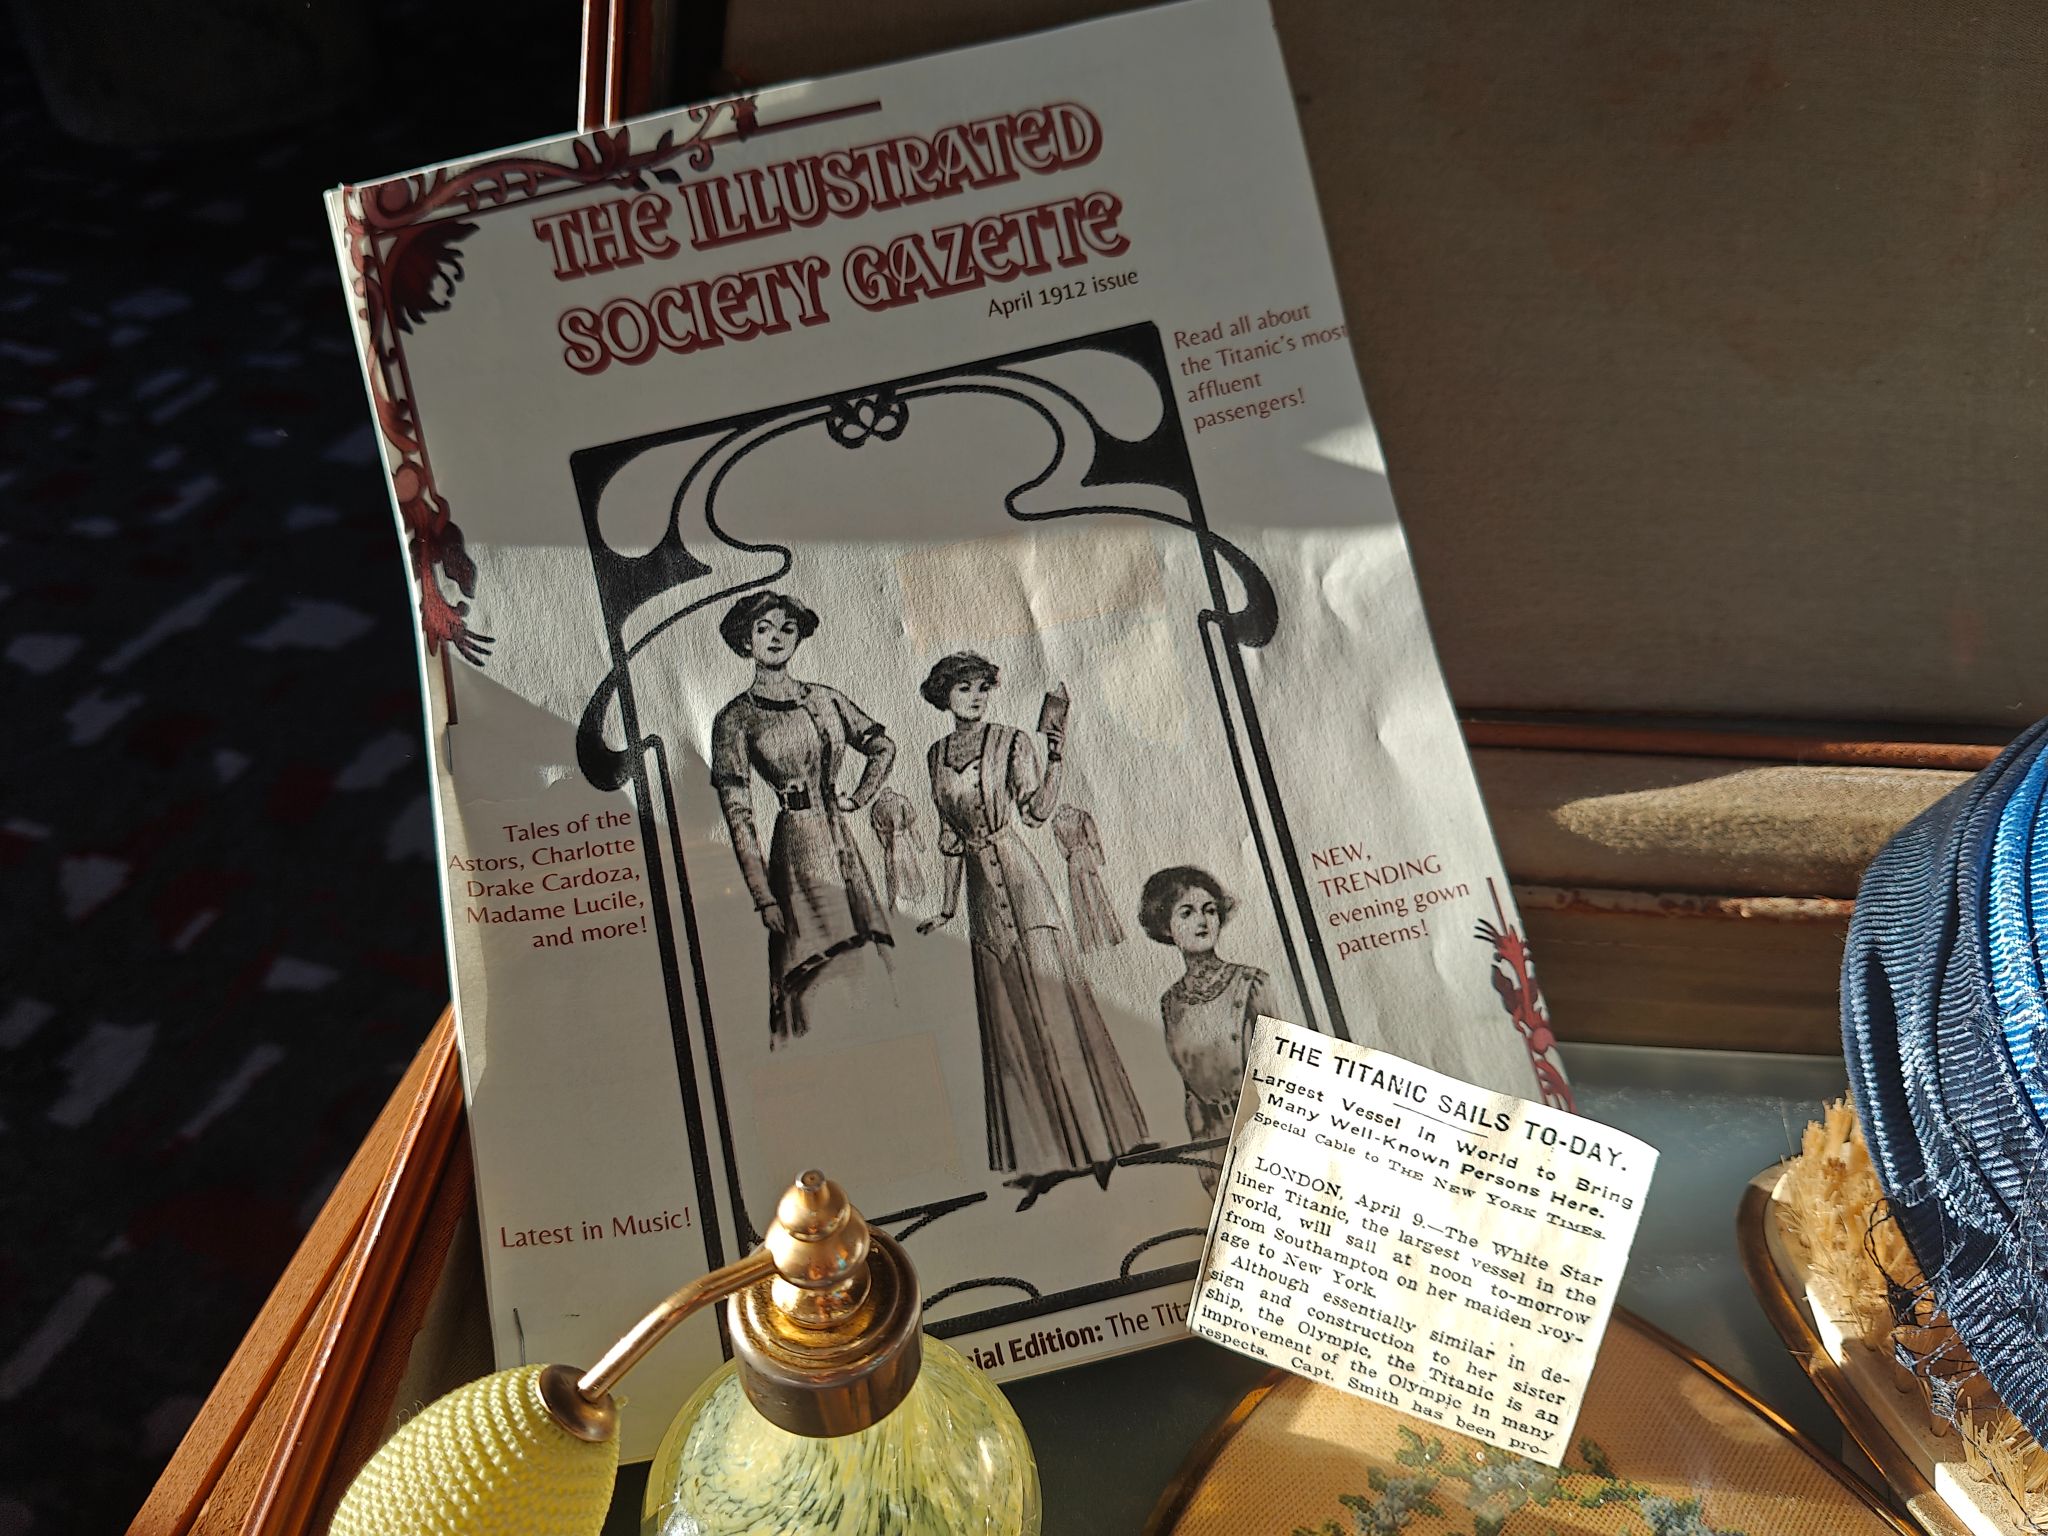 THE ILLUSTRATED
SOCIETY GAZETTE
April 1912 issue
Read all about
the Titanic's most
affluent
passengers!
Tales of the
Astors, Charlotte
Drake Cardoza,
Madame Lucile,
and more!
NEW,
TRENDING
evening gown
patterns!
Latest in Music!
Edition: The
THE TITANIC SAILS TO-DAY.
Largest Vessel in World to Bring
Many Well-Known Persons Here.
Special Cable to THE NEW YORK TIMES.
LONDON, April 9.—The White Star
liner Titanic, the largest vessel in the
world, will sail at noon to-morrow
from Southampton on her maiden voy-
age to New York.
Although essentially similar in de-
sign and construction to her sister
ship, the Olympic, the Titanic is an
improvement of the Olympic in many
respects. Capt. Smith has been pro-